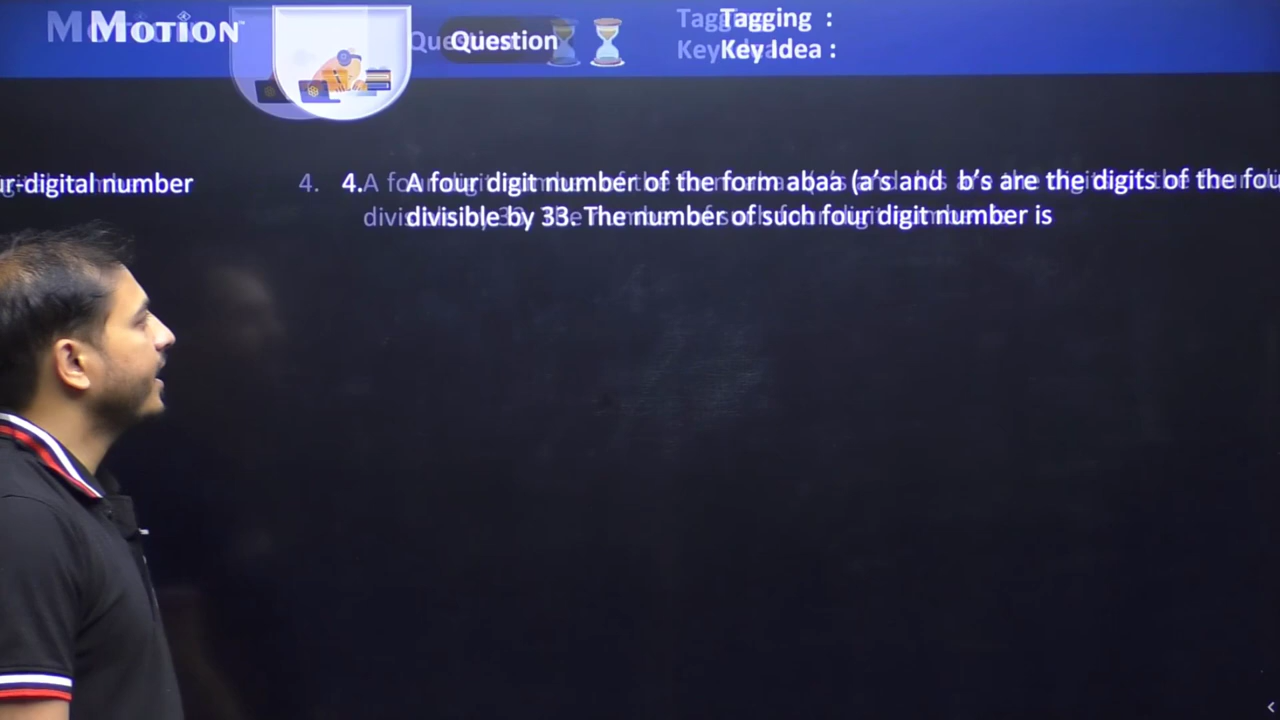 MOTION
Question
Tagging :
Key Idea :
digital number
4. A four digit number of the form abaa (a's and b's are the digits of the
divisible by 33. The number of such four digit number is